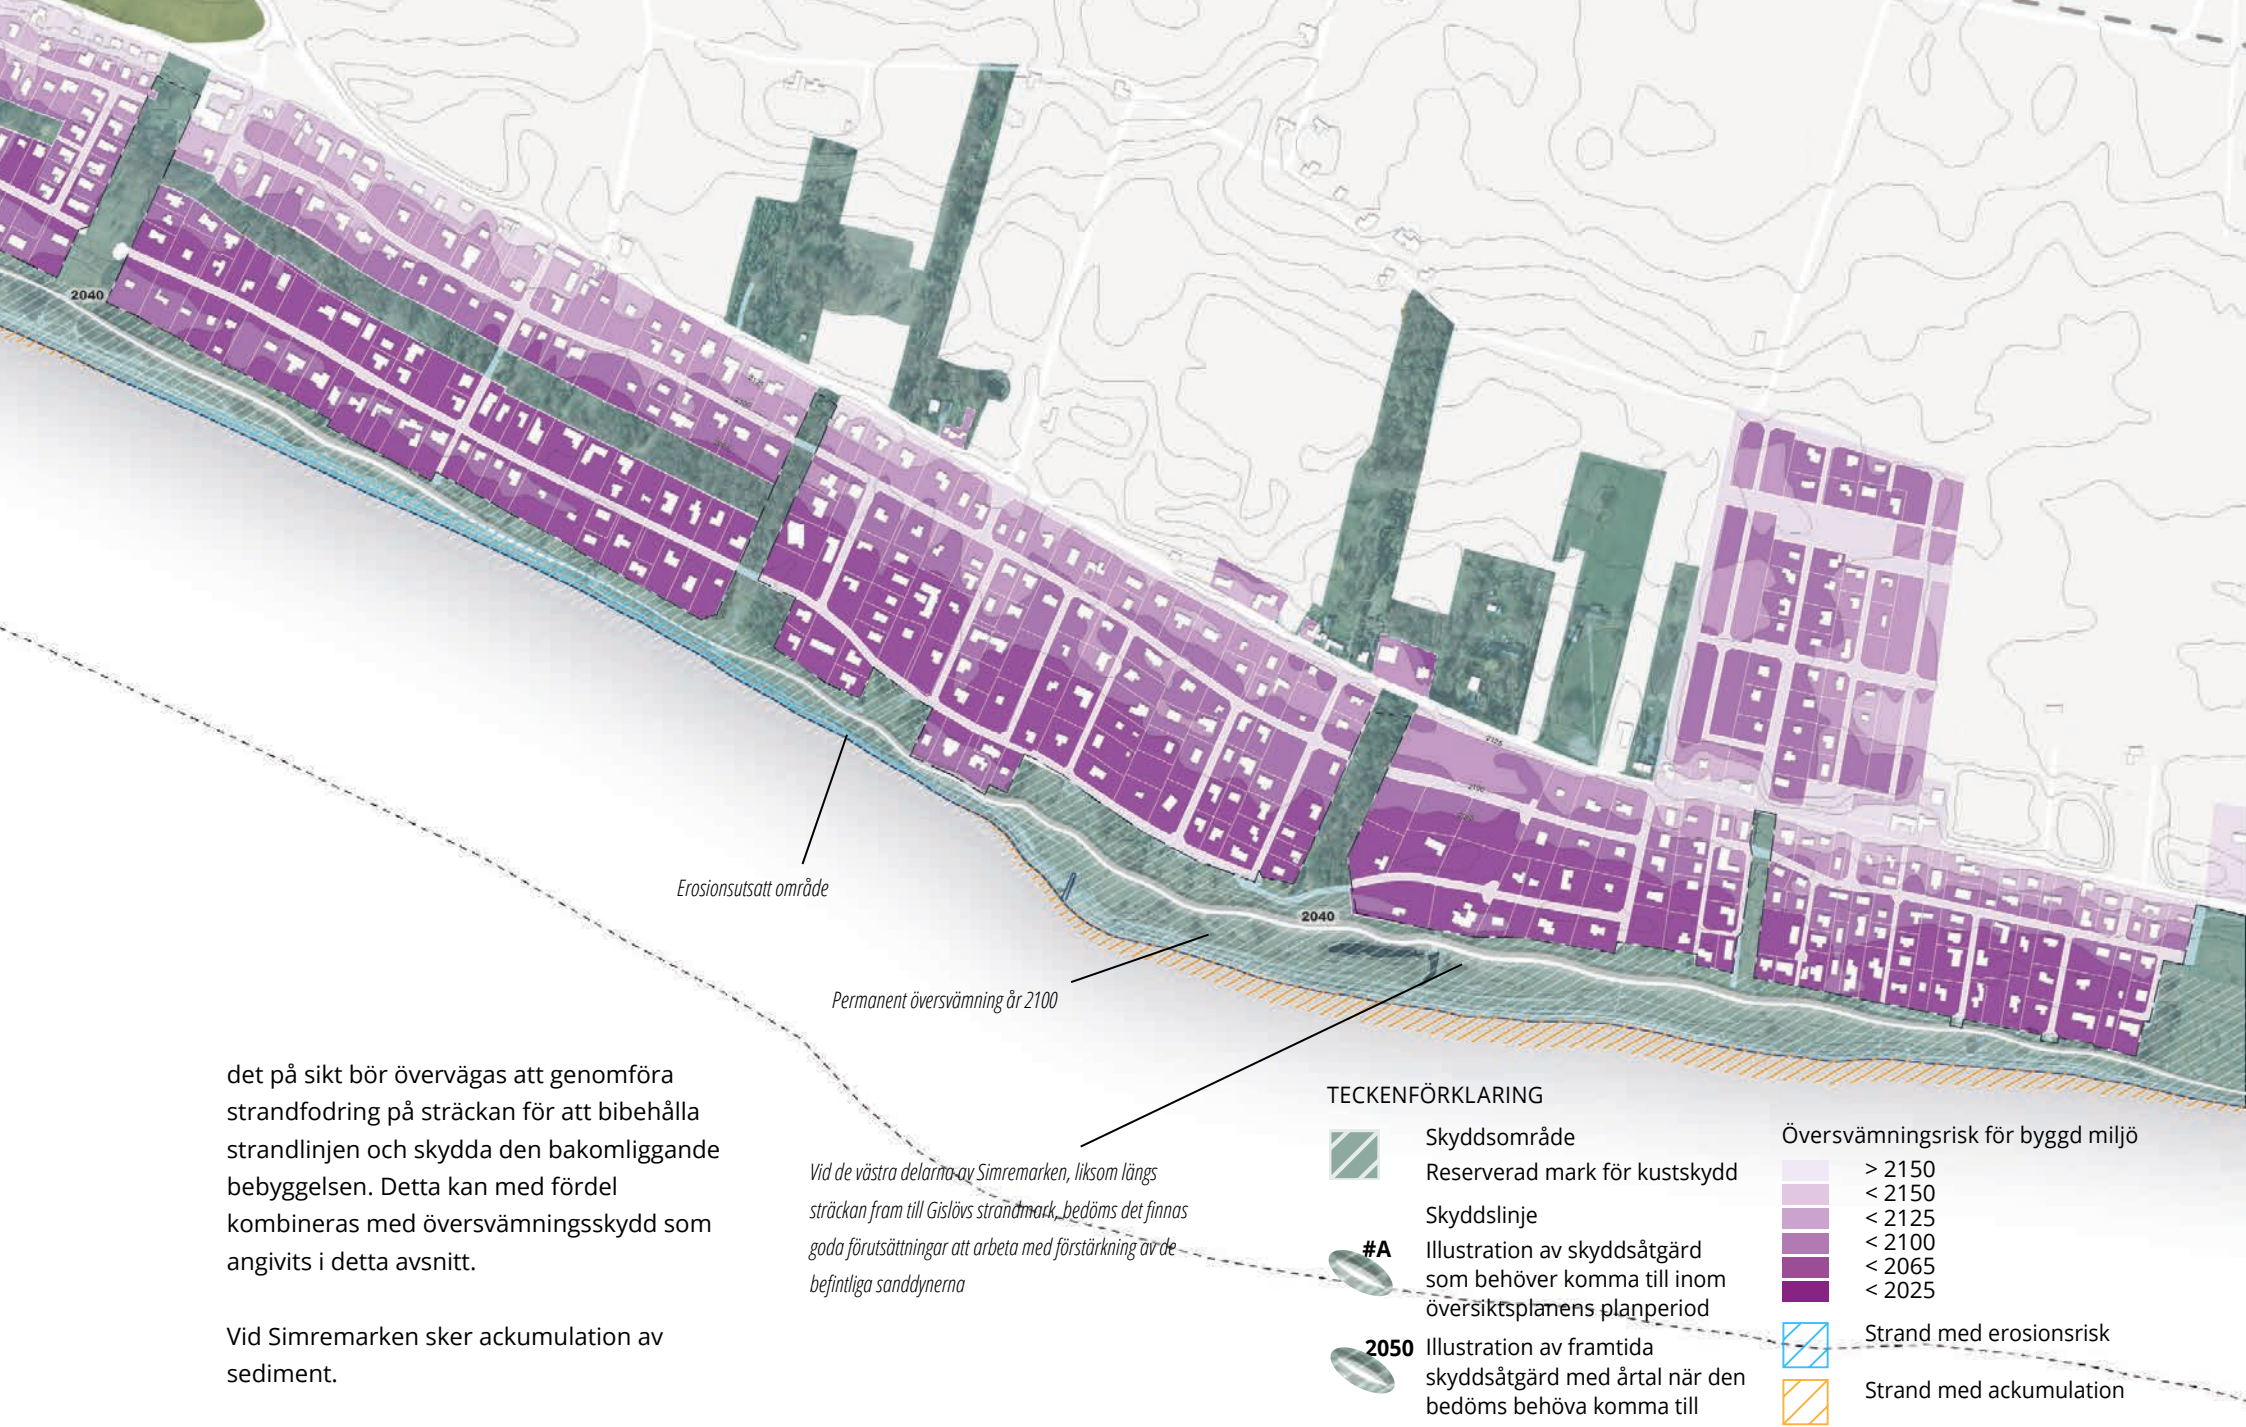 2040
2125
2100
2125
2100
2040
Erosionsutsatt område
Permanent översvämning år 2100
det på sikt bör övervägas att genomföra
strandfodring på sträckan för att bibehålla
strandlinjen och skydda den bakomliggande
bebyggelsen. Detta kan med fördel
kombineras med översvämningsskydd som
angivits i detta avsnitt.
Vid Simremarken sker ackumulation av
sediment.
Vid de västra delarna av Simremarken, liksom längs
sträckan fram till Gislövs strandmark, bedöms det finnas
goda förutsättningar att arbeta med förstärkning av de
befintliga sanddynerna
TECKENFÖRKLARING
Skyddsområde
Reserverad mark för kustskydd
Skyddslinje
#A
Illustration av skyddsåtgärd
som behöver komma till inom
översiktsplanens planperiod
2050
Illustration av framtida
skyddsåtgärd med årtal när den
bedöms behöva komma till
Översvämningsrisk för byggd miljö
> 2150
< 2150
< 2125
< 2100
< 2065
< 2025
Strand med erosionsrisk
Strand med ackumulation